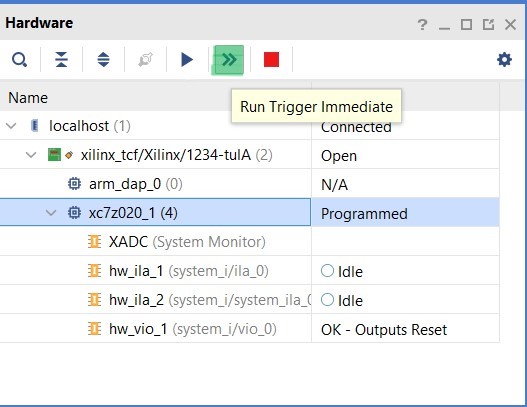 Hardware
Run Trigger Immediate
Name
localhost (1) Connected
xilinx_tcf/Xilinx/1234-tulA (2) Open
arm_dap_0 (0) N/A
xc7z020_1 (4) Programmed
XADC (System Monitor)
hw_ila_1 (system_i/ila_0) Idle
hw_ila_2 (system_i/system_ila_0 Idle
hw_vio_1 (system_i/vio_0) OK - Outputs Reset